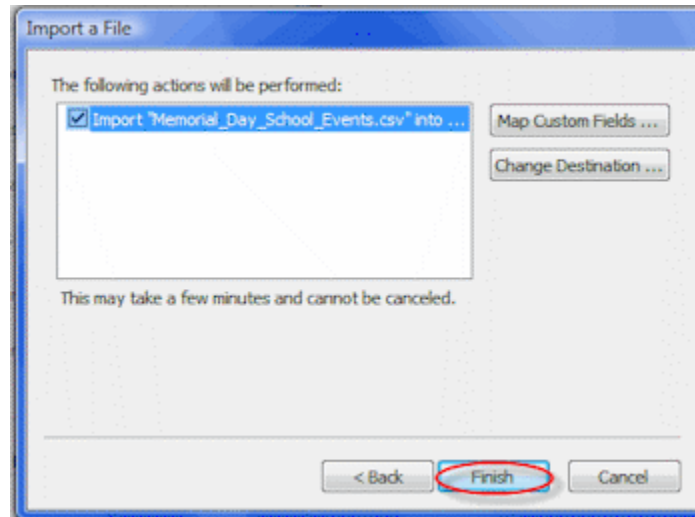 Import a File
The following actions will be performed:
Import "Memorial_Day_School_Events.csv" into ...
Map Custom Fields ...
Change Destination ...
This may take a few minutes and cannot be canceled.
< Back
Finish
Cancel